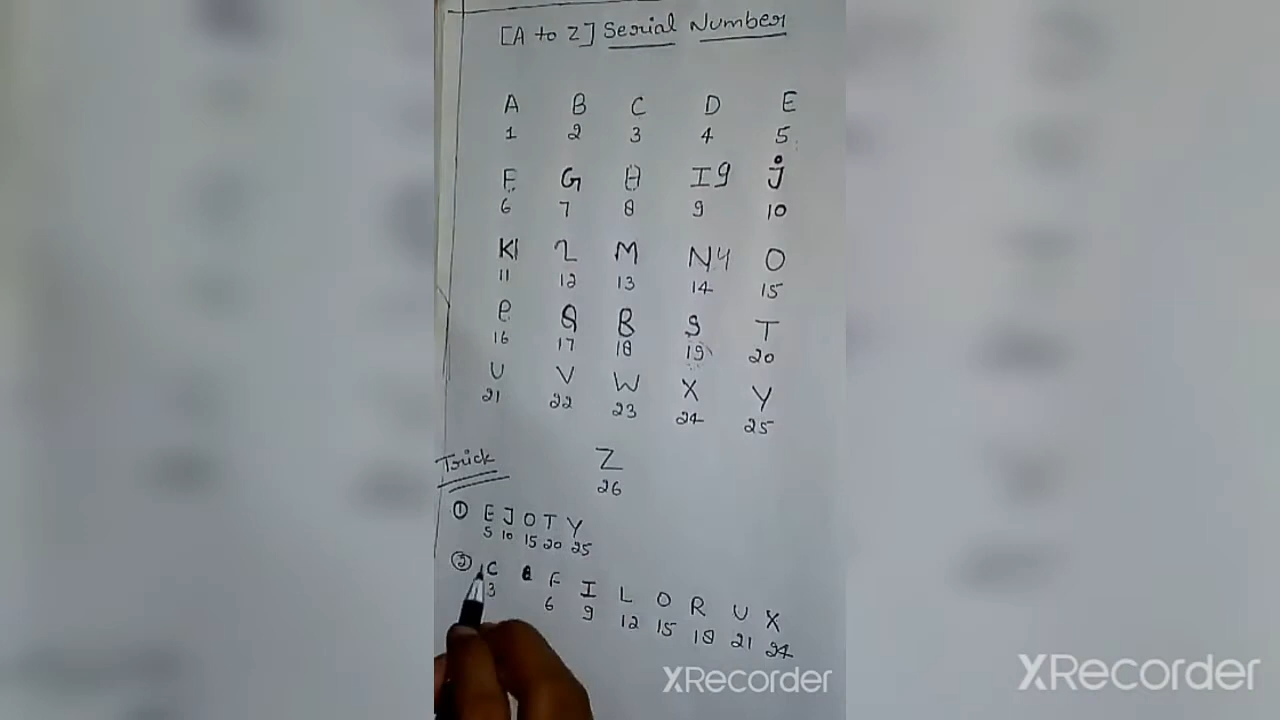 [A to Z] Serial Number
A B C D E
1 2 3 4 5
F G H I9 J
6 7 8 9 10
K L M N4 O
11 12 13 14 15
P Q R S T
16 17 18 19 20
U V W X Y
21 22 23 24 25
Z
26
Trick
① E J O T Y
5 10 15 20 25
② C F I L O R U X
3 6 9 12 15 18 21 24
XRecorder
XRecorder